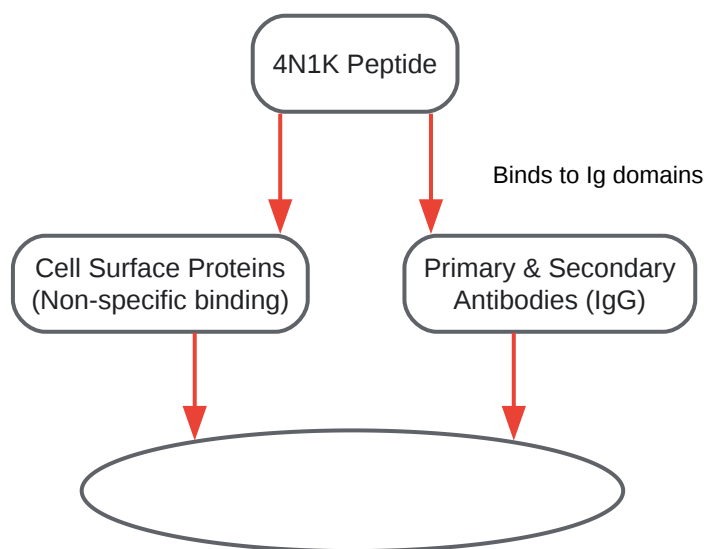 4N1K Peptide
Binds to Ig domains
Cell Surface Proteins
(Non-specific binding)
Primary & Secondary
Antibodies (IgG)